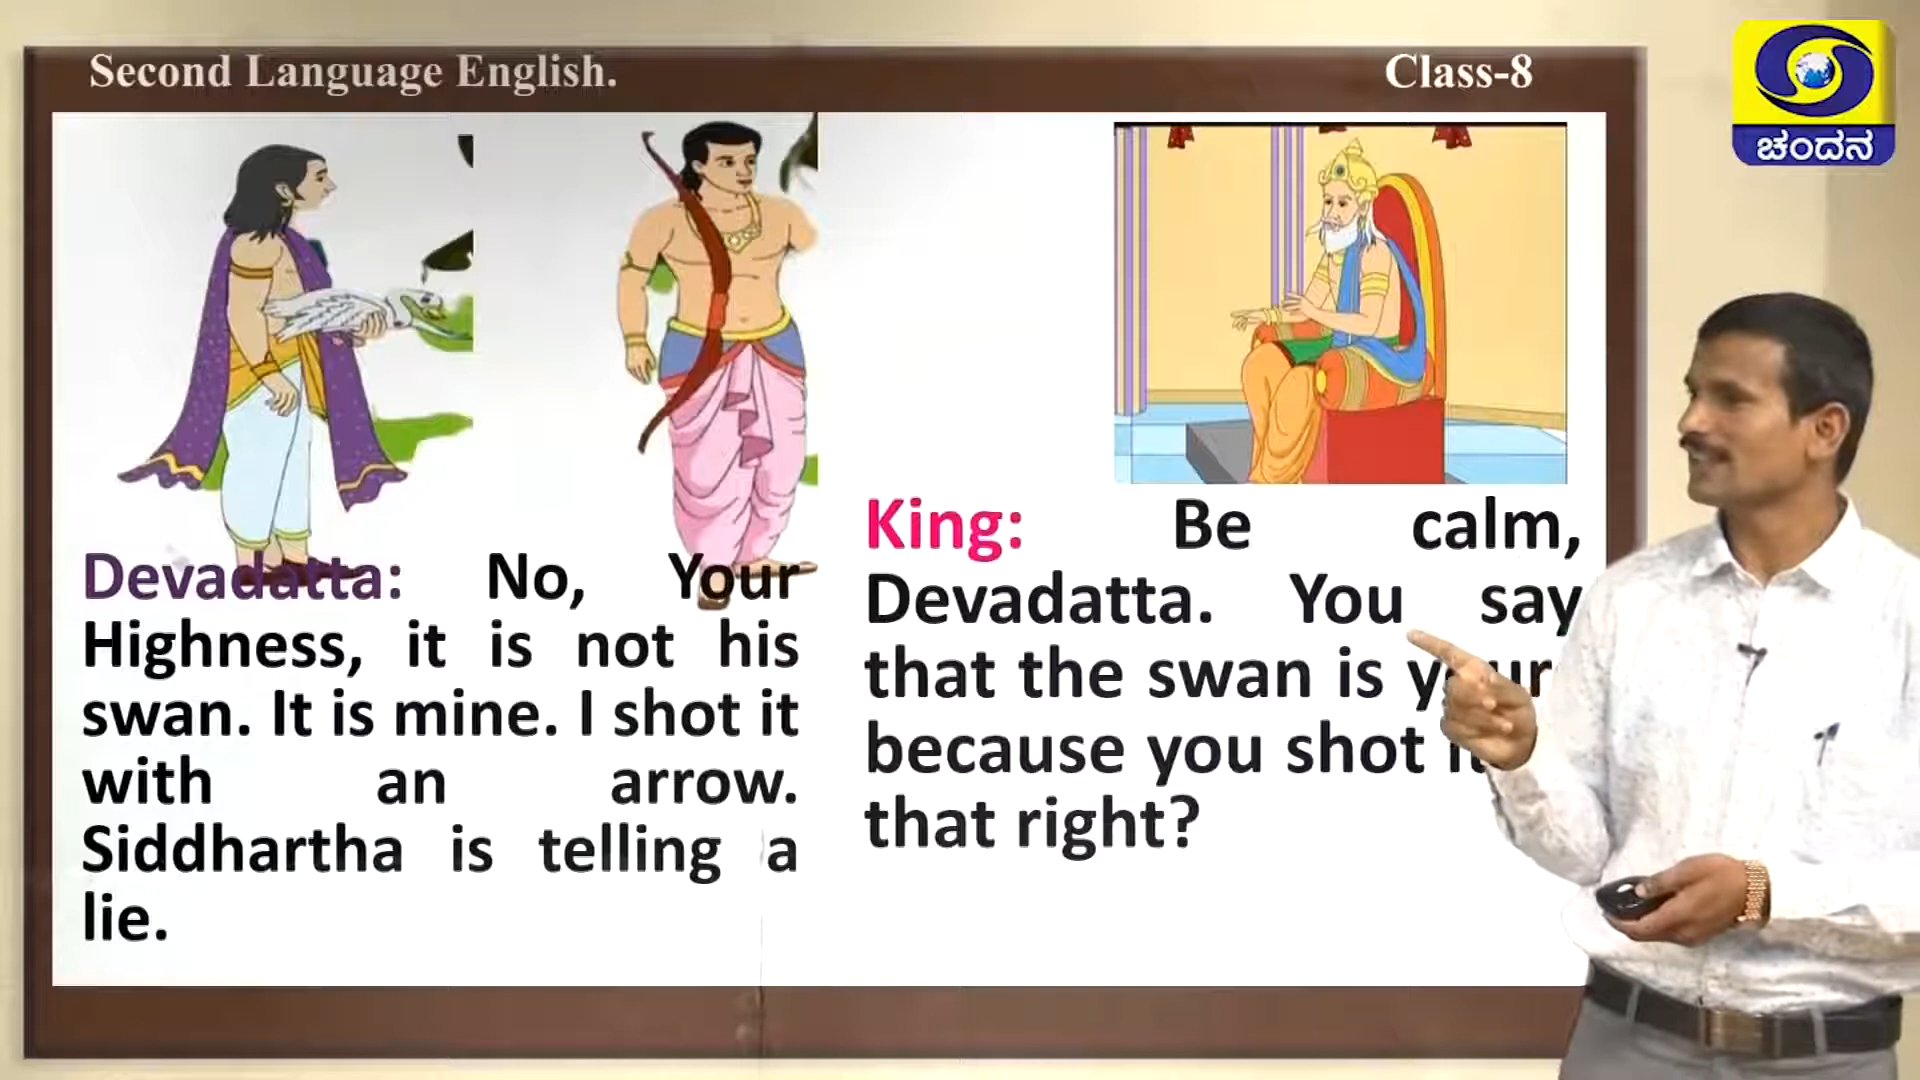 Second Language English.
Class-8
ಚಂದನ
Devadatta: No, Your
Highness, it is not his
swan. It is mine. I shot it
with an arrow.
Siddhartha is telling a
lie.
King: Be calm,
Devadatta. You say
that the swan is
because you shot
that right?